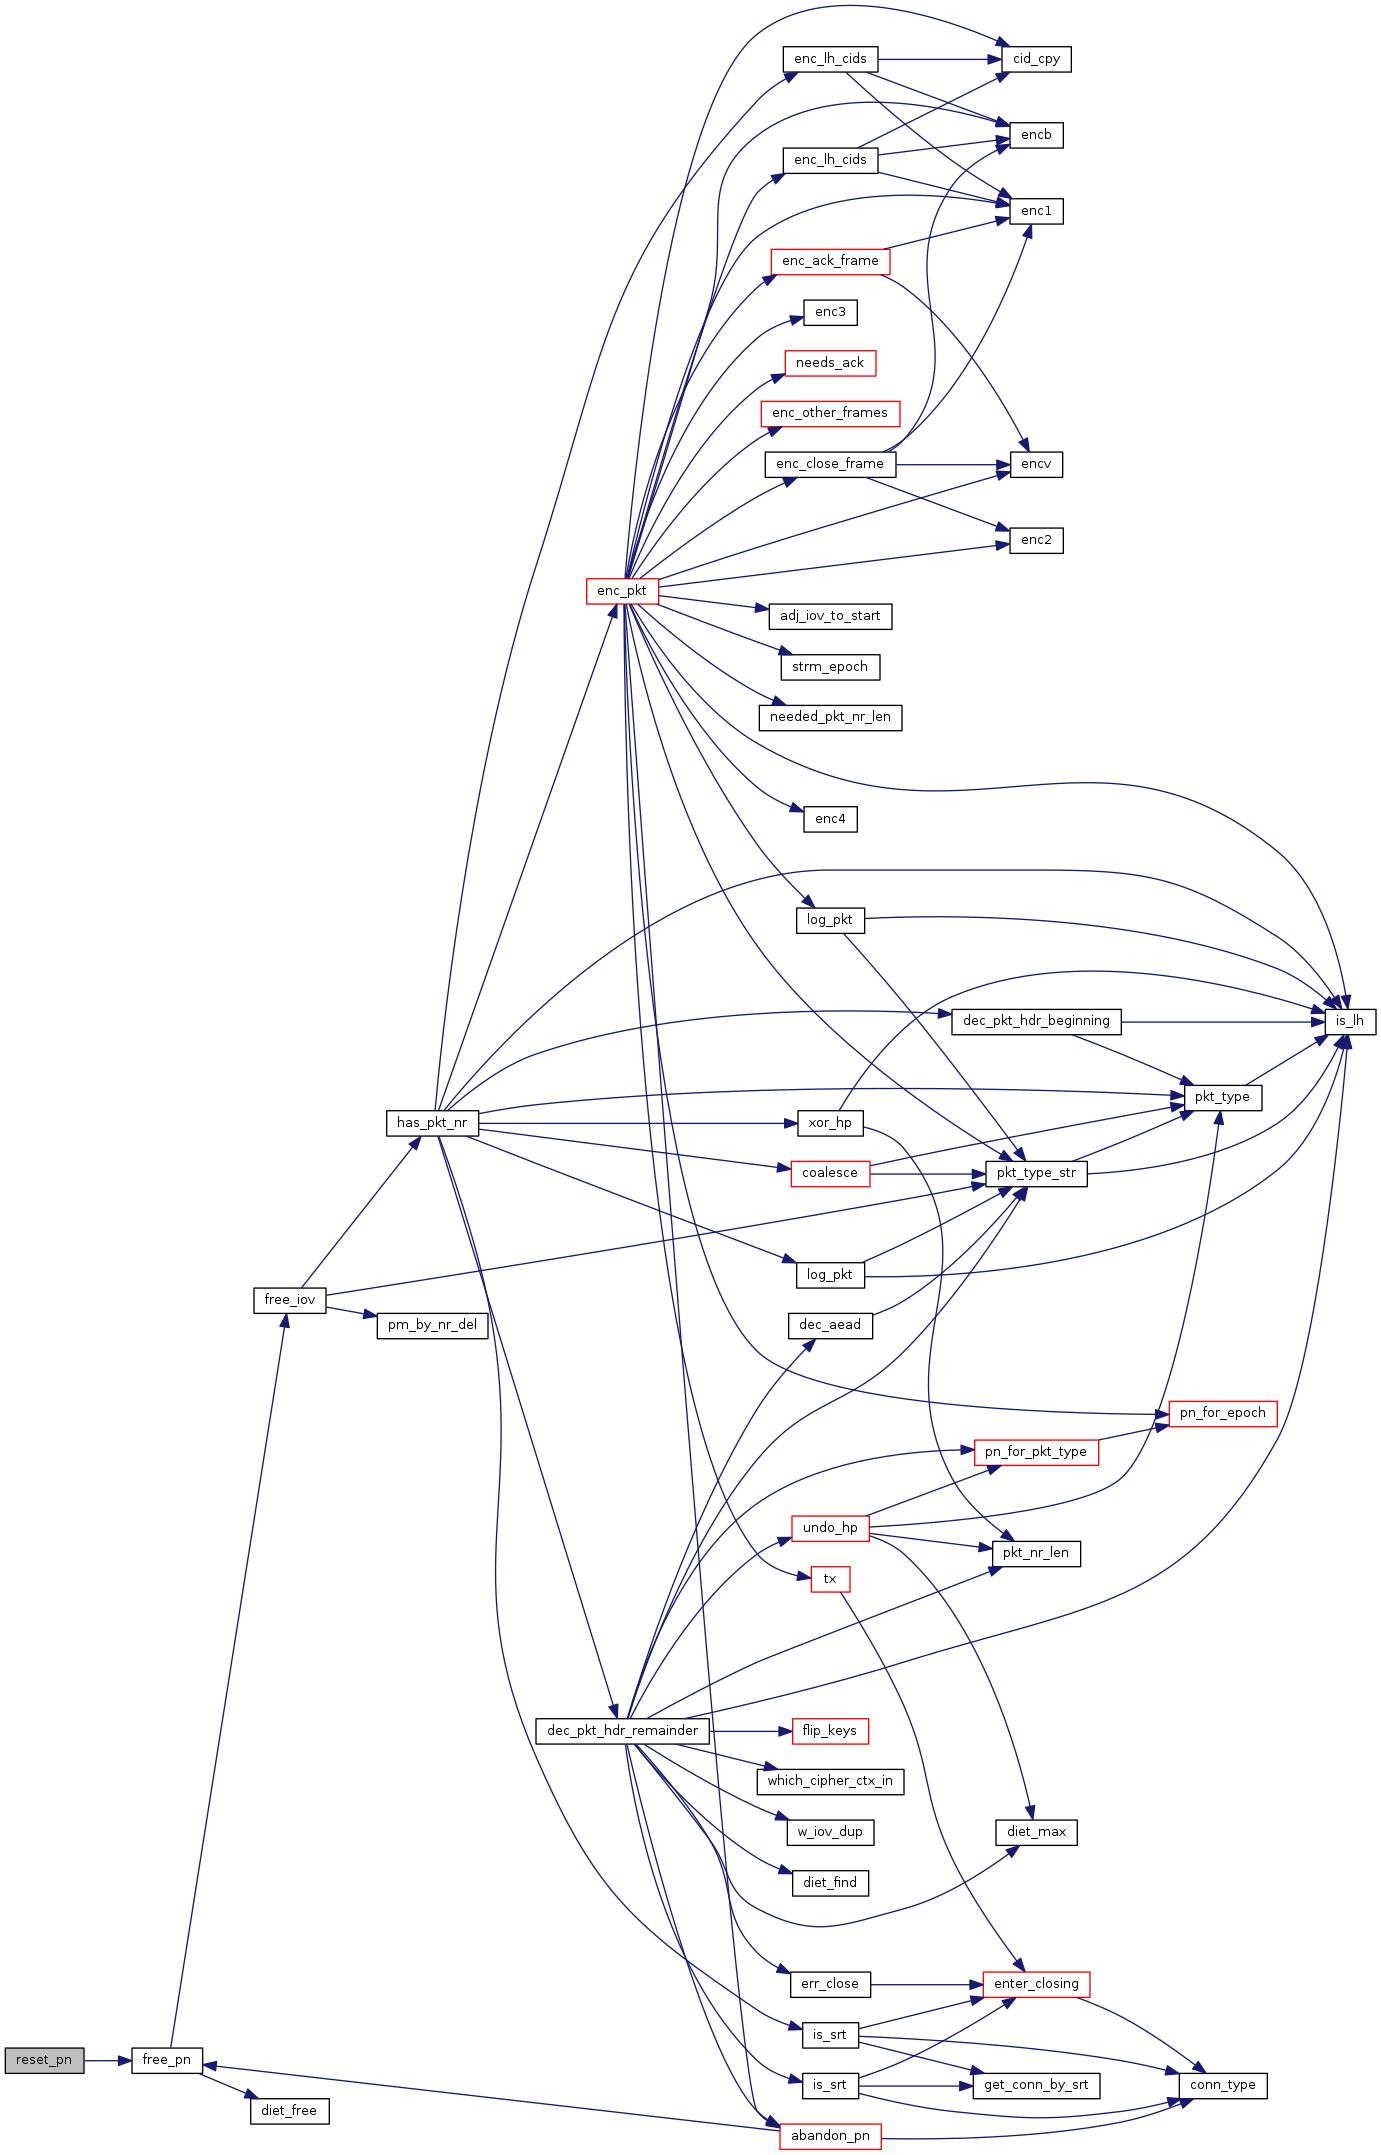 enc_lh_cids
cid_cpy
encb
enc_lh_cids
enc1
enc_ack_frame
enc3
needs_ack
enc_other_frames
enc_close_frame
encv
enc2
enc_pkt
adj_iov_to_start
strm_epoch
needed_pkt_nr_len
enc4
log_pkt
dec_pkt_hdr_beginning
is_lh
pkt_type
has_pkt_nr
xor_hp
coalesce
pkt_type_str
log_pkt
free_iov
pm_by_nr_del
dec_aead
pn_for_epoch
pn_for_pkt_type
undo_hp
pkt_nr_len
tx
dec_pkt_hdr_remainder
flip_keys
which_cipher_ctx_in
w_iov_dup
diet_max
diet_find
err_close
enter_closing
is_srt
reset_pn
free_pn
is_srt
get_conn_by_srt
conn_type
diet_free
abandon_pn